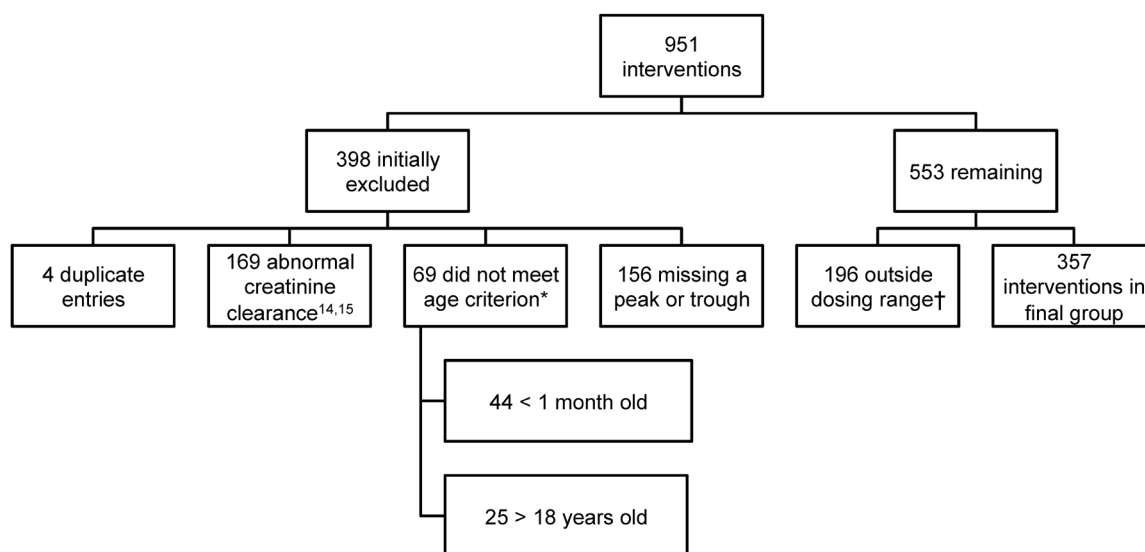 951
interventions
398 initially
excluded
553 remaining
4 duplicate
entries
169 abnormal
creatinine
clearance14,15
69 did not meet
age criterion*
156 missing a
peak or trough
196 outside
dosing range†
357
interventions in
final group
44 < 1 month old
25 > 18 years old